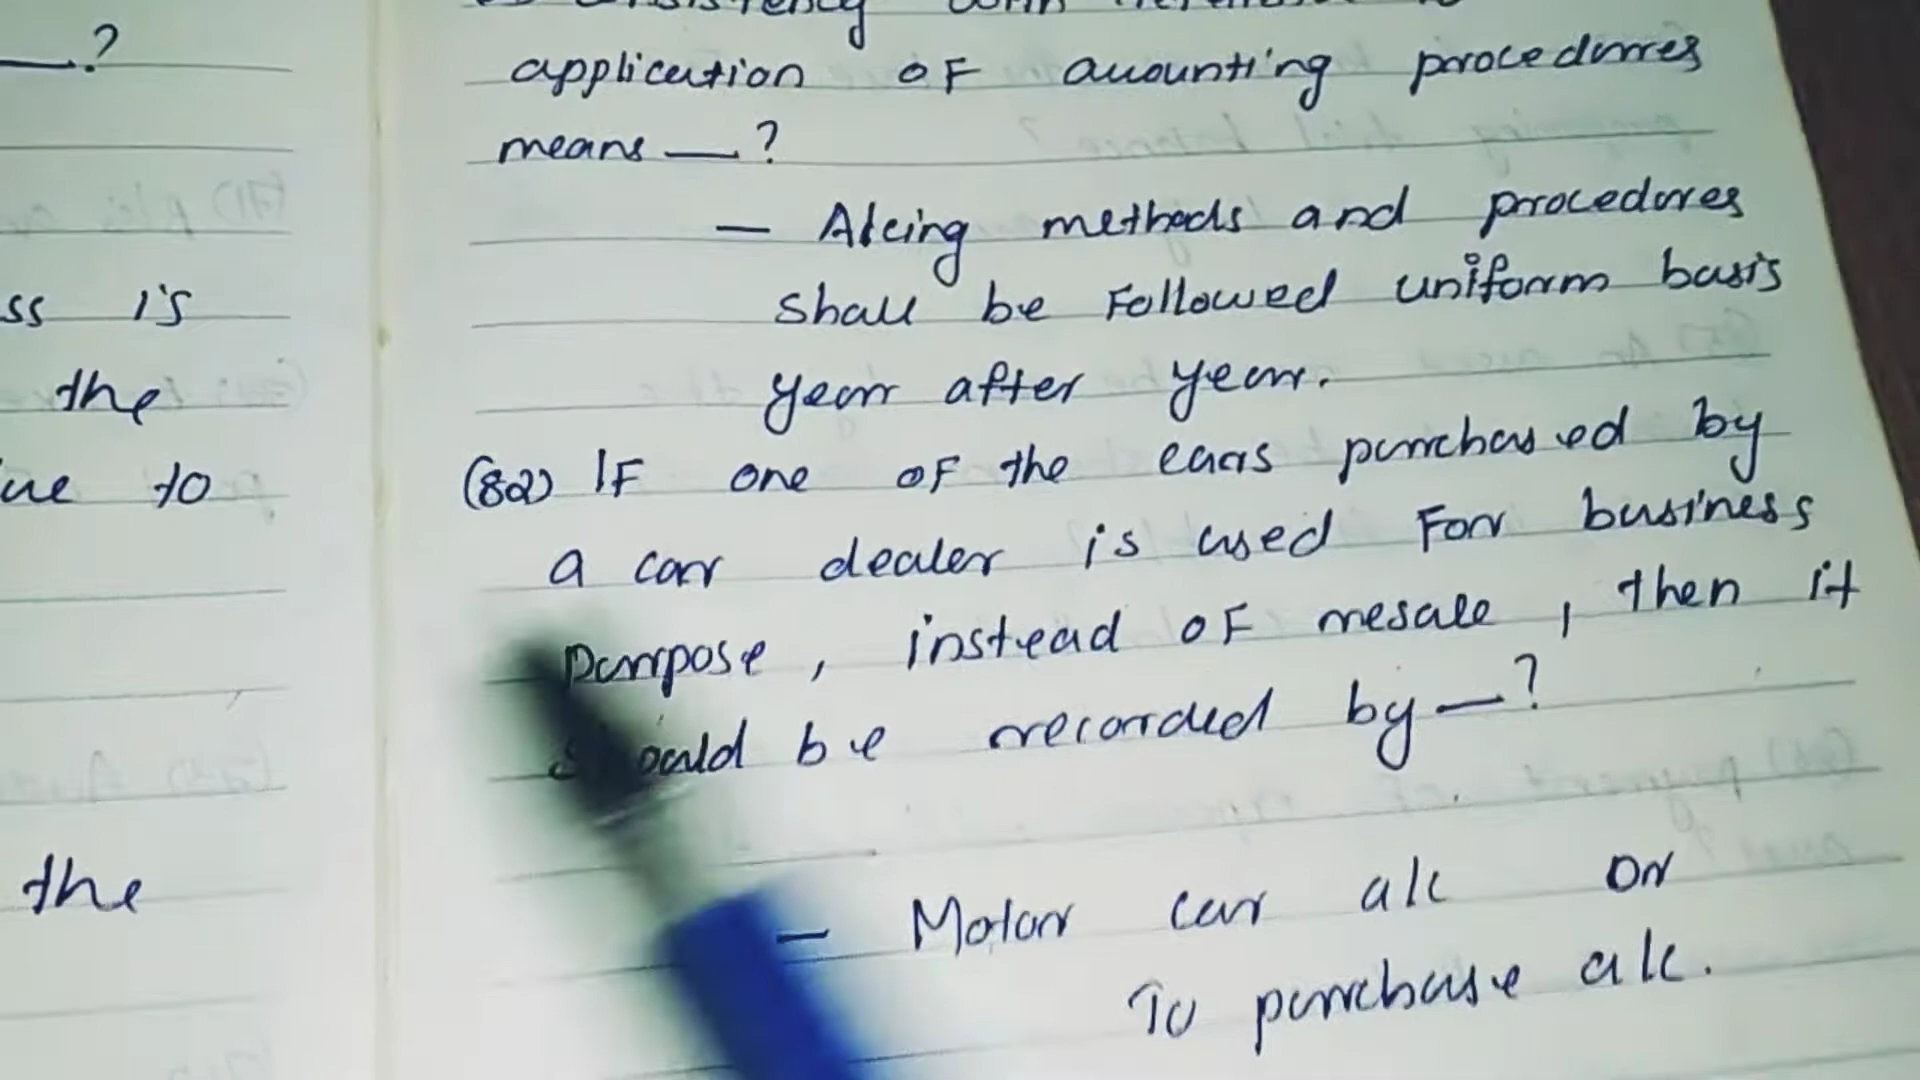 ?
ss is
the
ue to
the
application of accounting procedures
means — ?
— A/cing methods and procedures
shall be followed uniform basis
year after year.
(82) If one of the cars purchased by
a car dealer is used for business
purpose, instead of resale, then it
should be recorded by — ?
— Motor car a/c Dr
To purchase a/c.